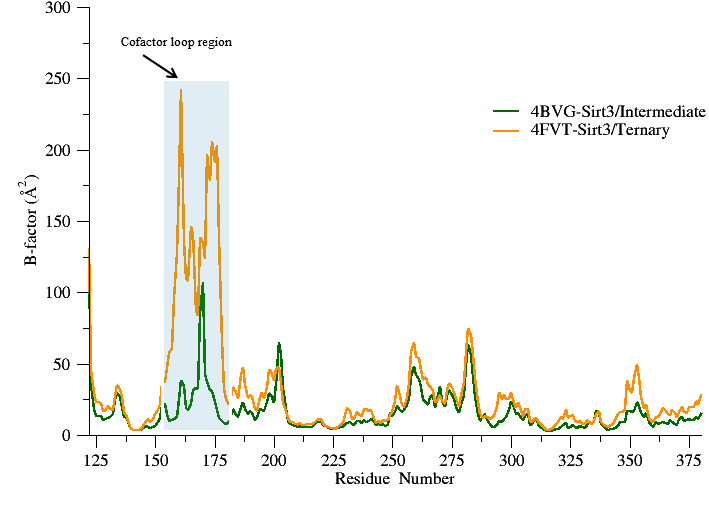 300
Cofactor loop region
250
4BVG-Sirt3/Intermediate
4FVT-Sirt3/Ternary
200
B-factor (Å²)
150
100
50
0
125 150 175 200 225 250 275 300 325 350 375
Residue Number